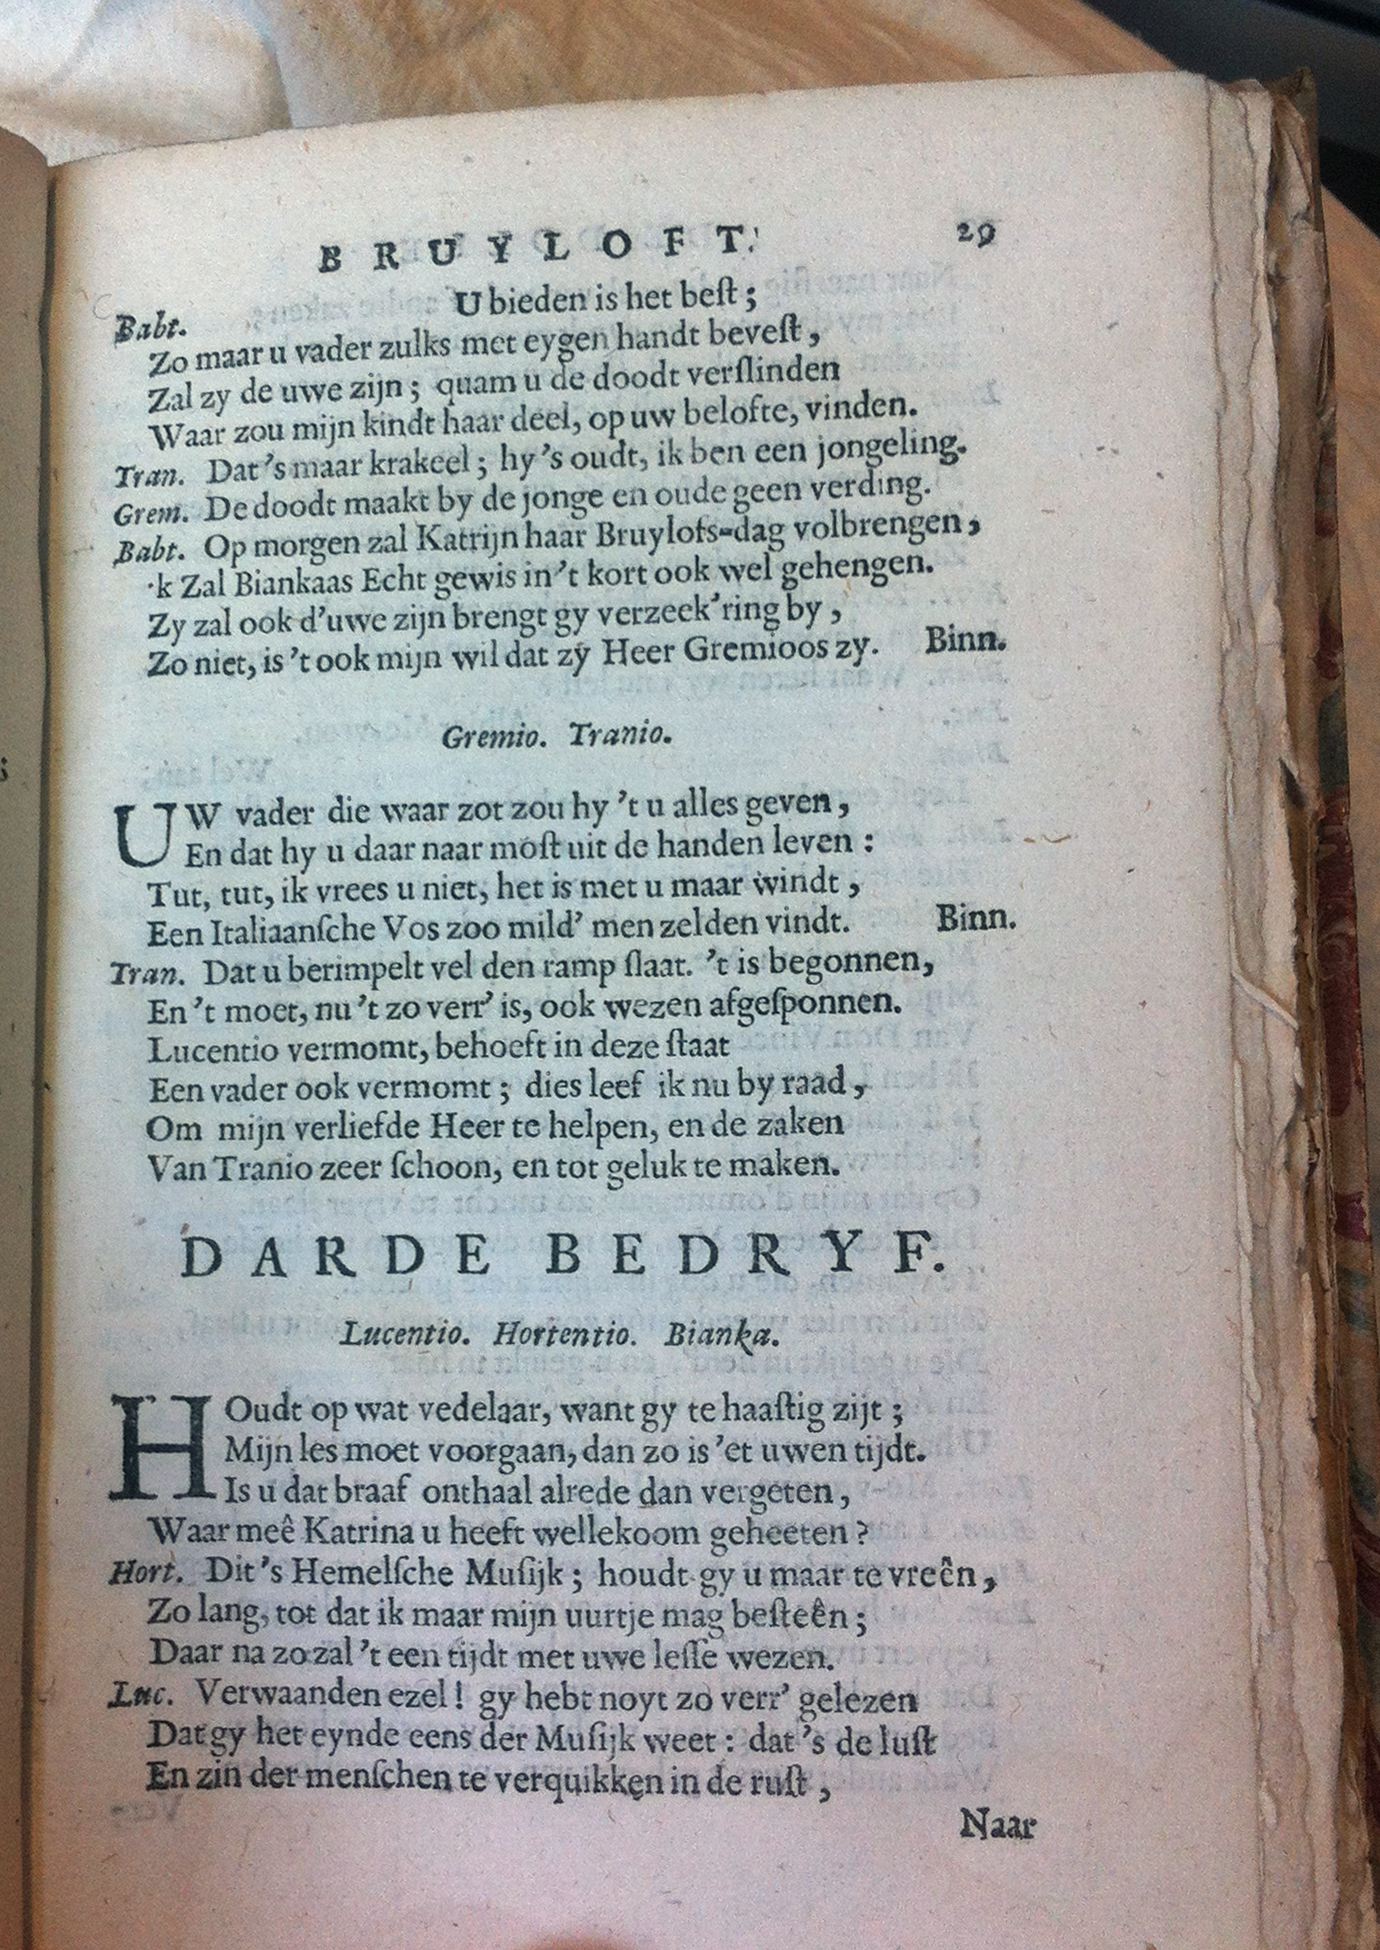 BRUYLOFT. 29
Babt. U bieden is het beſt;
Zo maar u vader zulks met eygen handt beveſt,
Zal zy de uwe zijn; quam u de doodt verſlinden
Waar zou mijn kindt haar deel, op uw belofte, vinden.
Tran. Dat 's maar krakeel; hy 's oudt, ik ben een jongeling.
Grem. De doodt maakt by de jonge en oude geen verding.
Babt. Op morgen zal Katrijn haar Bruylofs-dag volbrengen,
'k Zal Biankaas Echt gewis in 't kort ook wel gehengen.
Zy zal ook d'uwe zijn brengt gy verzeek'ring by,
Zo niet, is 't ook mijn wil dat zy Heer Gremioos zy. Binn.
Gremio. Tranio.
UW vader die waar zot zou hy 't u alles geven,
En dat hy u daar naar moſt uit de handen leven:
Tut, tut, ik vrees u niet, het is met u maar windt,
Een Italiaanſche Vos zoo mild' men zelden vindt. Binn.
Tran. Dat u berimpelt vel den ramp ſlaat. 't is begonnen,
En 't moet, nu 't zo verr' is, ook wezen afgeſponnen.
Lucentio vermomt, behoeft in deze ſtaat
Een vader ook vermomt; dies leef ik nu by raad,
Om mijn verliefde Heer te helpen, en de zaken
Van Tranio zeer ſchoon, en tot geluk te maken.
DARDE BEDRYF.
Lucentio. Hortentio. Bianka.
HOudt op wat vedelaar, want gy te haaſtig zijt;
Mijn les moet voorgaan, dan zo is 'et uwen tijdt.
Is u dat braaf onthaal alrede dan vergeten,
Waar meê Katrina u heeft wellekoom geheeten?
Hort. Dit 's Hemelſche Muſijk; houdt gy u maar te vreên,
Zo lang, tot dat ik maar mijn uurtje mag beſteên;
Daar na zo zal 't een tijdt met uwe leſſe wezen.
Luc. Verwaanden ezel! gy hebt noyt zo verr' gelezen
Dat gy het eynde eens der Muſijk weet: dat 's de luſt
En zin der menſchen te verquikken in de ruſt,
Naar